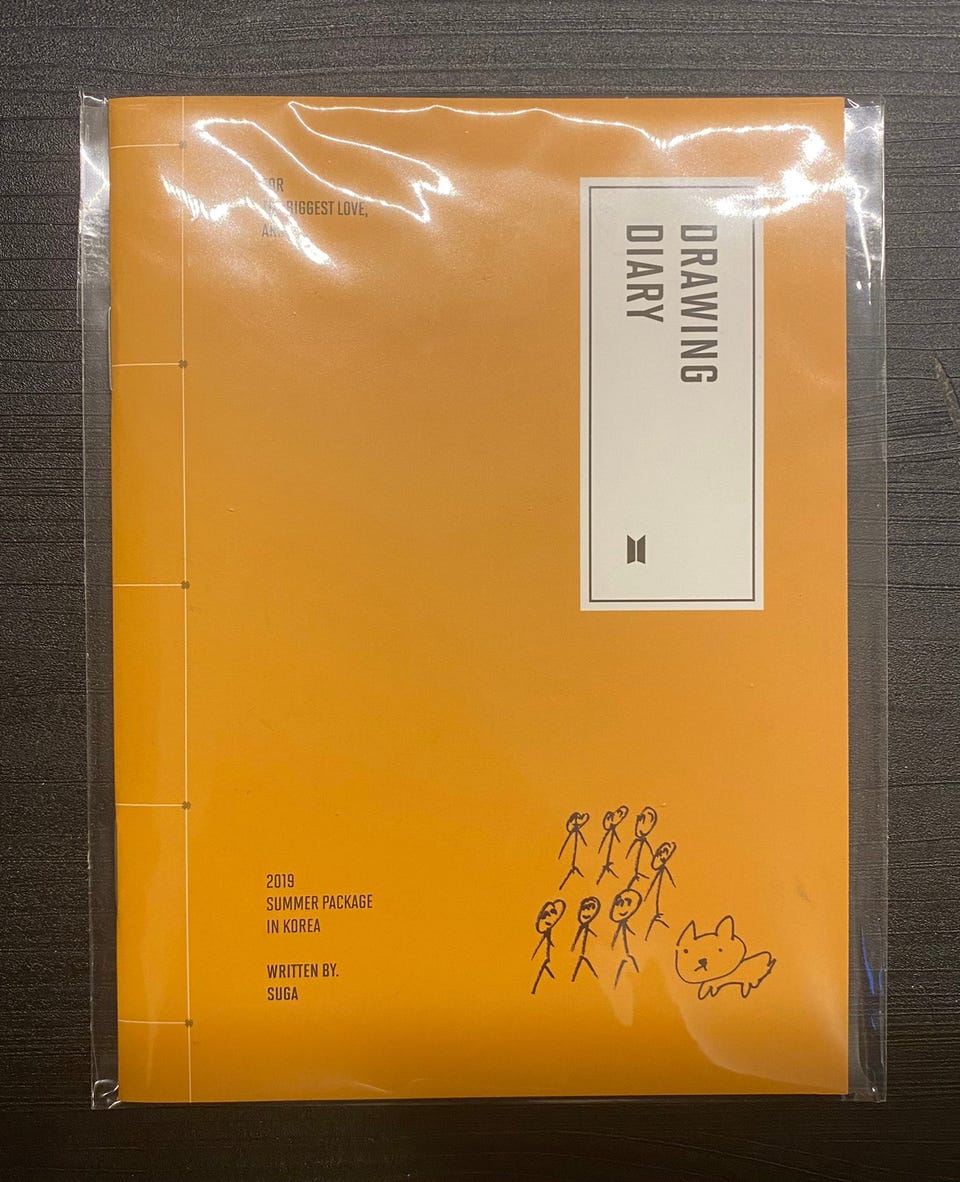 FOR
BIGGEST LOVE,
DRAWING
DIARY
2019
SUMMER PACKAGE
IN KOREA
WRITTEN BY.
SUGA